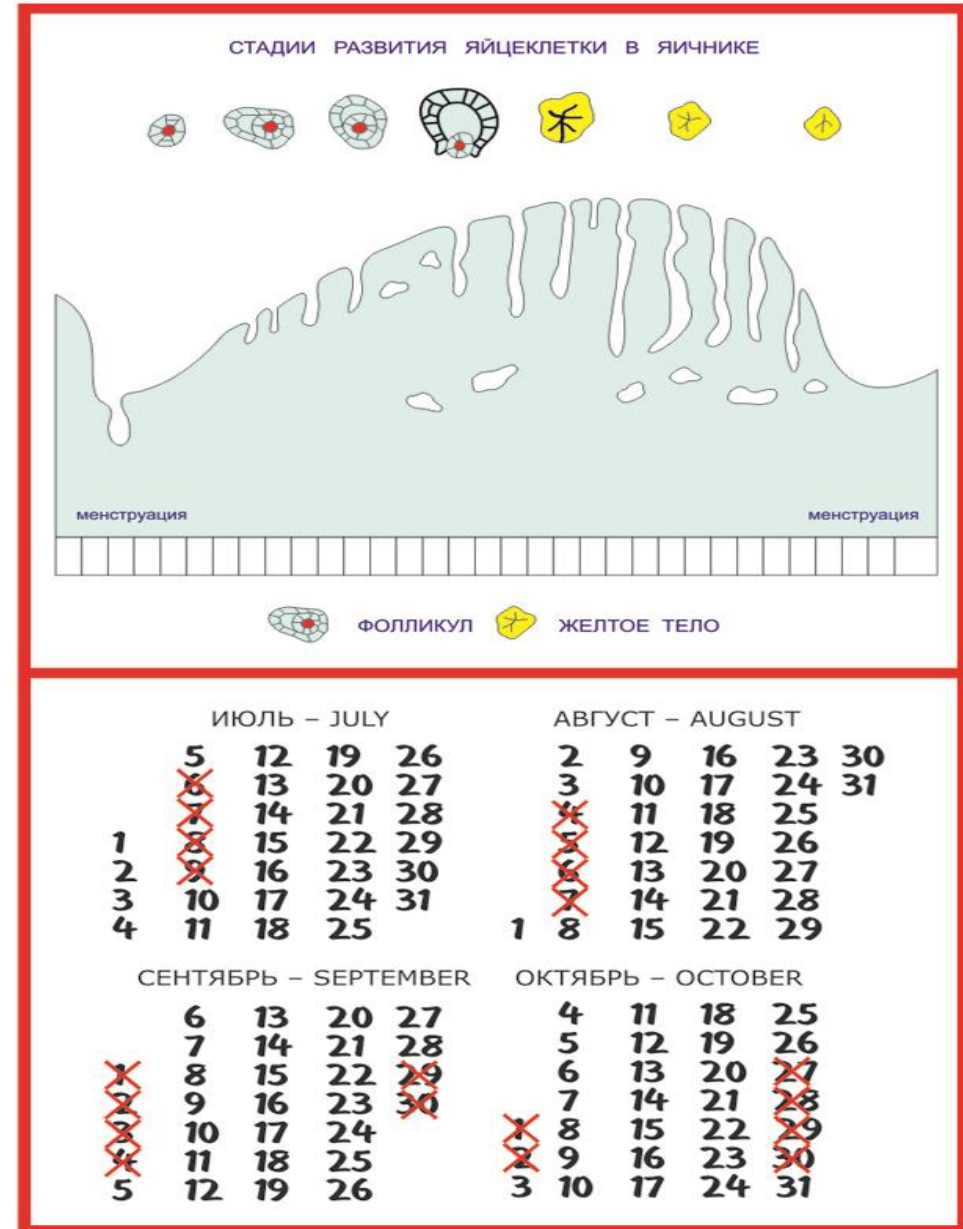 СТАДИИ РАЗВИТИЯ ЯЙЦЕКЛЕТКИ В ЯИЧНИКЕ
менструация
менструация
ФОЛЛИКУЛ
ЖЕЛТОЕ ТЕЛО
ИЮЛЬ – JULY
5 12 19 26
6 13 20 27
7 14 21 28
1 8 15 22 29
2 9 16 23 30
3 10 17 24 31
4 11 18 25
АВГУСТ – AUGUST
2 9 16 23 30
3 10 17 24 31
4 11 18 25
5 12 19 26
6 13 20 27
7 14 21 28
1 8 15 22 29
СЕНТЯБРЬ – SEPTEMBER
6 13 20 27
7 14 21 28
1 8 15 22 29
2 9 16 23 30
3 10 17 24
4 11 18 25
5 12 19 26
ОКТЯБРЬ – OCTOBER
4 11 18 25
5 12 19 26
6 13 20 27
7 14 21 28
1 8 15 22 29
2 9 16 23 30
3 10 17 24 31